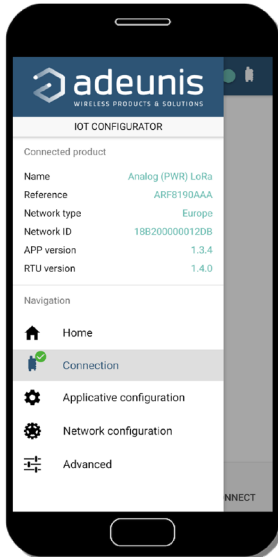 adeunis
WIRELESS PRODUCTS & SOLUTIONS
IOT CONFIGURATOR
Connected product
Name Analog (PWR) LoRa
Reference ARF8190AAA
Network type Europe
Network ID 18B200000012DB
APP version 1.3.4
RTU version 1.4.0
Navigation
Home
Connection
Applicative configuration
Network configuration
Advanced
NNECT